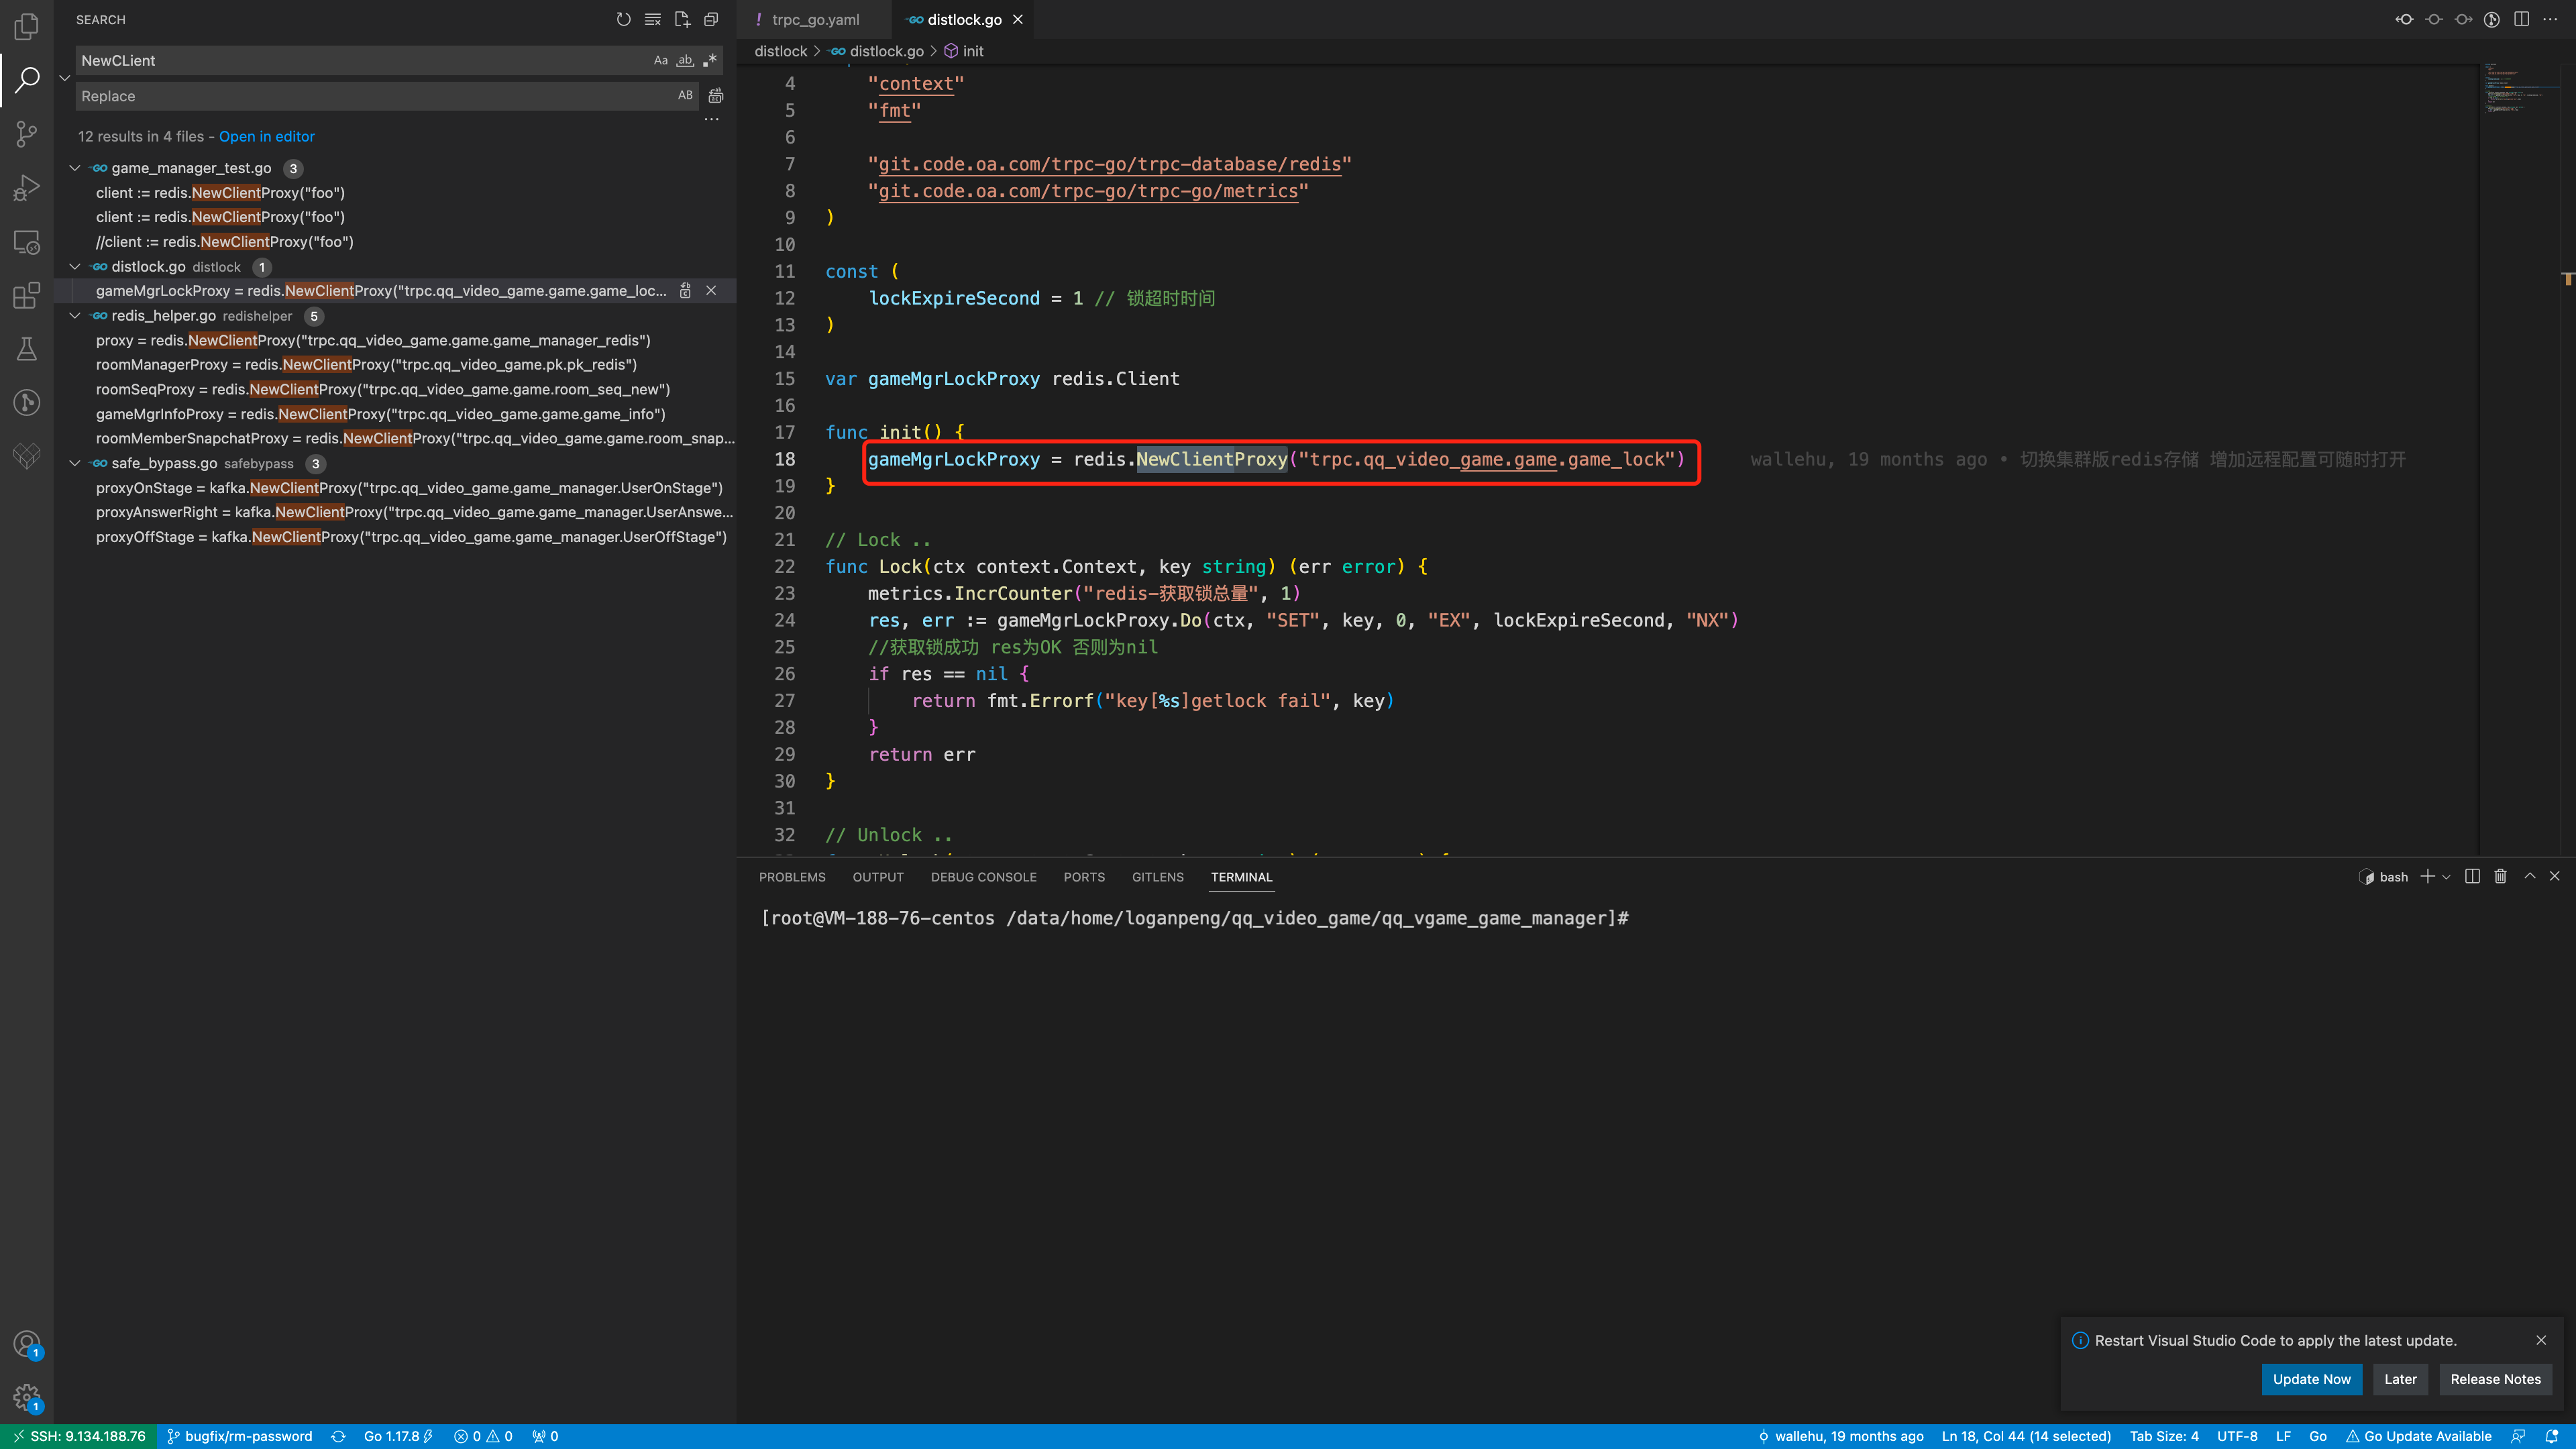 SEARCH
NewCLient
Aa
ab
Replace
AB
12 results in 4 files - Open in editor
game_manager_test.go 3
client := redis.NewClientProxy("foo")
client := redis.NewClientProxy("foo")
//client := redis.NewClientProxy("foo")
distlock.go distlock 1
gameMgrLockProxy = redis.NewClientProxy("trpc.qq_video_game.game.game_loc...
redis_helper.go redishelper 5
proxy = redis.NewClientProxy("trpc.qq_video_game.game.game_manager_redis")
roomManagerProxy = redis.NewClientProxy("trpc.qq_video_game.pk.pk_redis")
roomSeqProxy = redis.NewClientProxy("trpc.qq_video_game.game.room_seq_new")
gameMgrInfoProxy = redis.NewClientProxy("trpc.qq_video_game.game.game_info")
roomMemberSnapchatProxy = redis.NewClientProxy("trpc.qq_video_game.game.room_snap...
safe_bypass.go safebypass 3
proxyOnStage = kafka.NewClientProxy("trpc.qq_video_game.game_manager.UserOnStage")
proxyAnswerRight = kafka.NewClientProxy("trpc.qq_video_game.game_manager.UserAnswe...
proxyOffStage = kafka.NewClientProxy("trpc.qq_video_game.game_manager.UserOffStage")
! trpc_go.yaml
GO distlock.go
distlock > GO distlock.go > init
4 "context"
5 "fmt"
6
7 "git.code.oa.com/trpc-go/trpc-database/redis"
8 "git.code.oa.com/trpc-go/trpc-go/metrics"
9 )
10
11 const (
12 lockExpireSecond = 1 // 锁超时时间
13 )
14
15 var gameMgrLockProxy redis.Client
16
17 func init() {
18 gameMgrLockProxy = redis.NewClientProxy("trpc.qq_video_game.game.game_lock") wallehu, 19 months ago • 切换集群版redis存储 增加远程配置可随时打开
19 }
20
21 // Lock ..
22 func Lock(ctx context.Context, key string) (err error) {
23 metrics.IncrCounter("redis-获取锁总量", 1)
24 res, err := gameMgrLockProxy.Do(ctx, "SET", key, 0, "EX", lockExpireSecond, "NX")
25 //获取锁成功 res为OK 否则为nil
26 if res == nil {
27 return fmt.Errorf("key[%s]getlock fail", key)
28 }
29 return err
30 }
31
32 // Unlock ..
PROBLEMS OUTPUT DEBUG CONSOLE PORTS GITLENS TERMINAL
bash
[root@VM-188-76-centos /data/home/loganpeng/qq_video_game/qq_vgame_game_manager]#
Restart Visual Studio Code to apply the latest update.
Update Now Later Release Notes
1
1
SSH: 9.134.188.76 bugfix/rm-password Go 1.17.8 0 0 0 wallehu, 19 months ago Ln 18, Col 44 (14 selected) Tab Size: 4 UTF-8 LF Go Go Update Available